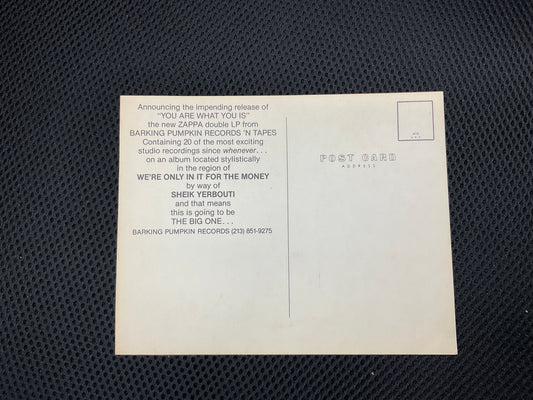 Announcing the impending release of
"YOU ARE WHAT YOU IS"
the new ZAPPA double LP from
BARKING PUMPKIN RECORDS 'N TAPES
Containing 20 of the most exciting
studio recordings since whenever...
on an album located stylistically
in the region of
WE'RE ONLY IN IT FOR THE MONEY
by way of
SHEIK YERBOUTI
and that means
this is going to be
THE BIG ONE...
BARKING PUMPKIN RECORDS (213) 851-9275
POST CARD
ADDRESS